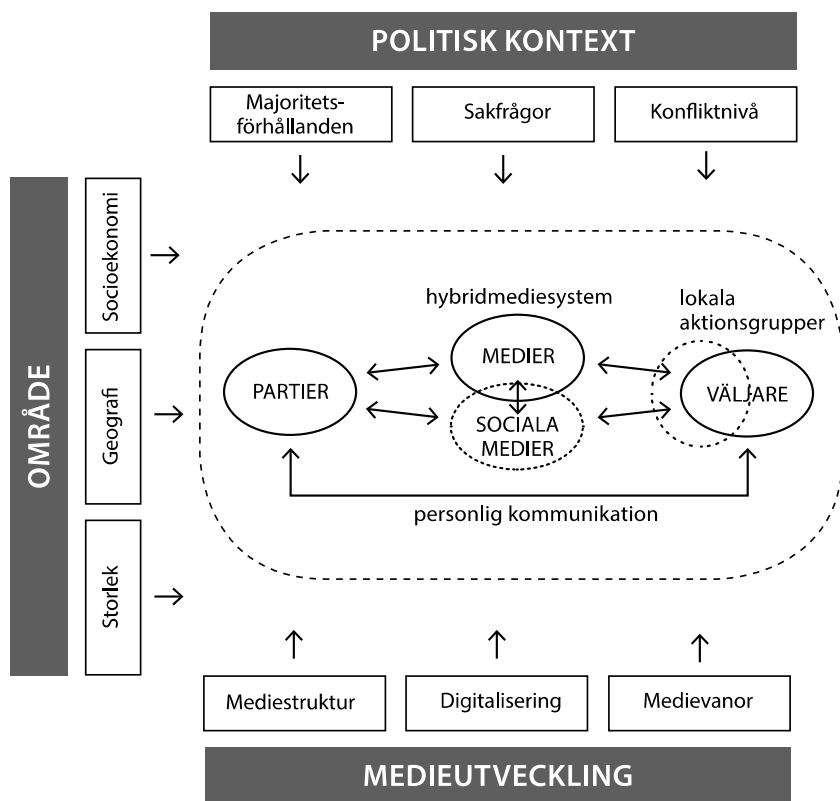 POLITISK KONTEXT
Majoritets-
förhållanden
Sakfrågor
Konfliktnivå
OMRÅDE
Socioekonomi
Geografi
Storlek
hybridmediesystem
lokala
aktionsgrupper
PARTIER
MEDIER
SOCIALA
MEDIER
VÄLJARE
personlig kommunikation
Mediestruktur
Digitalisering
Medievanor
MEDIEUTVECKLING